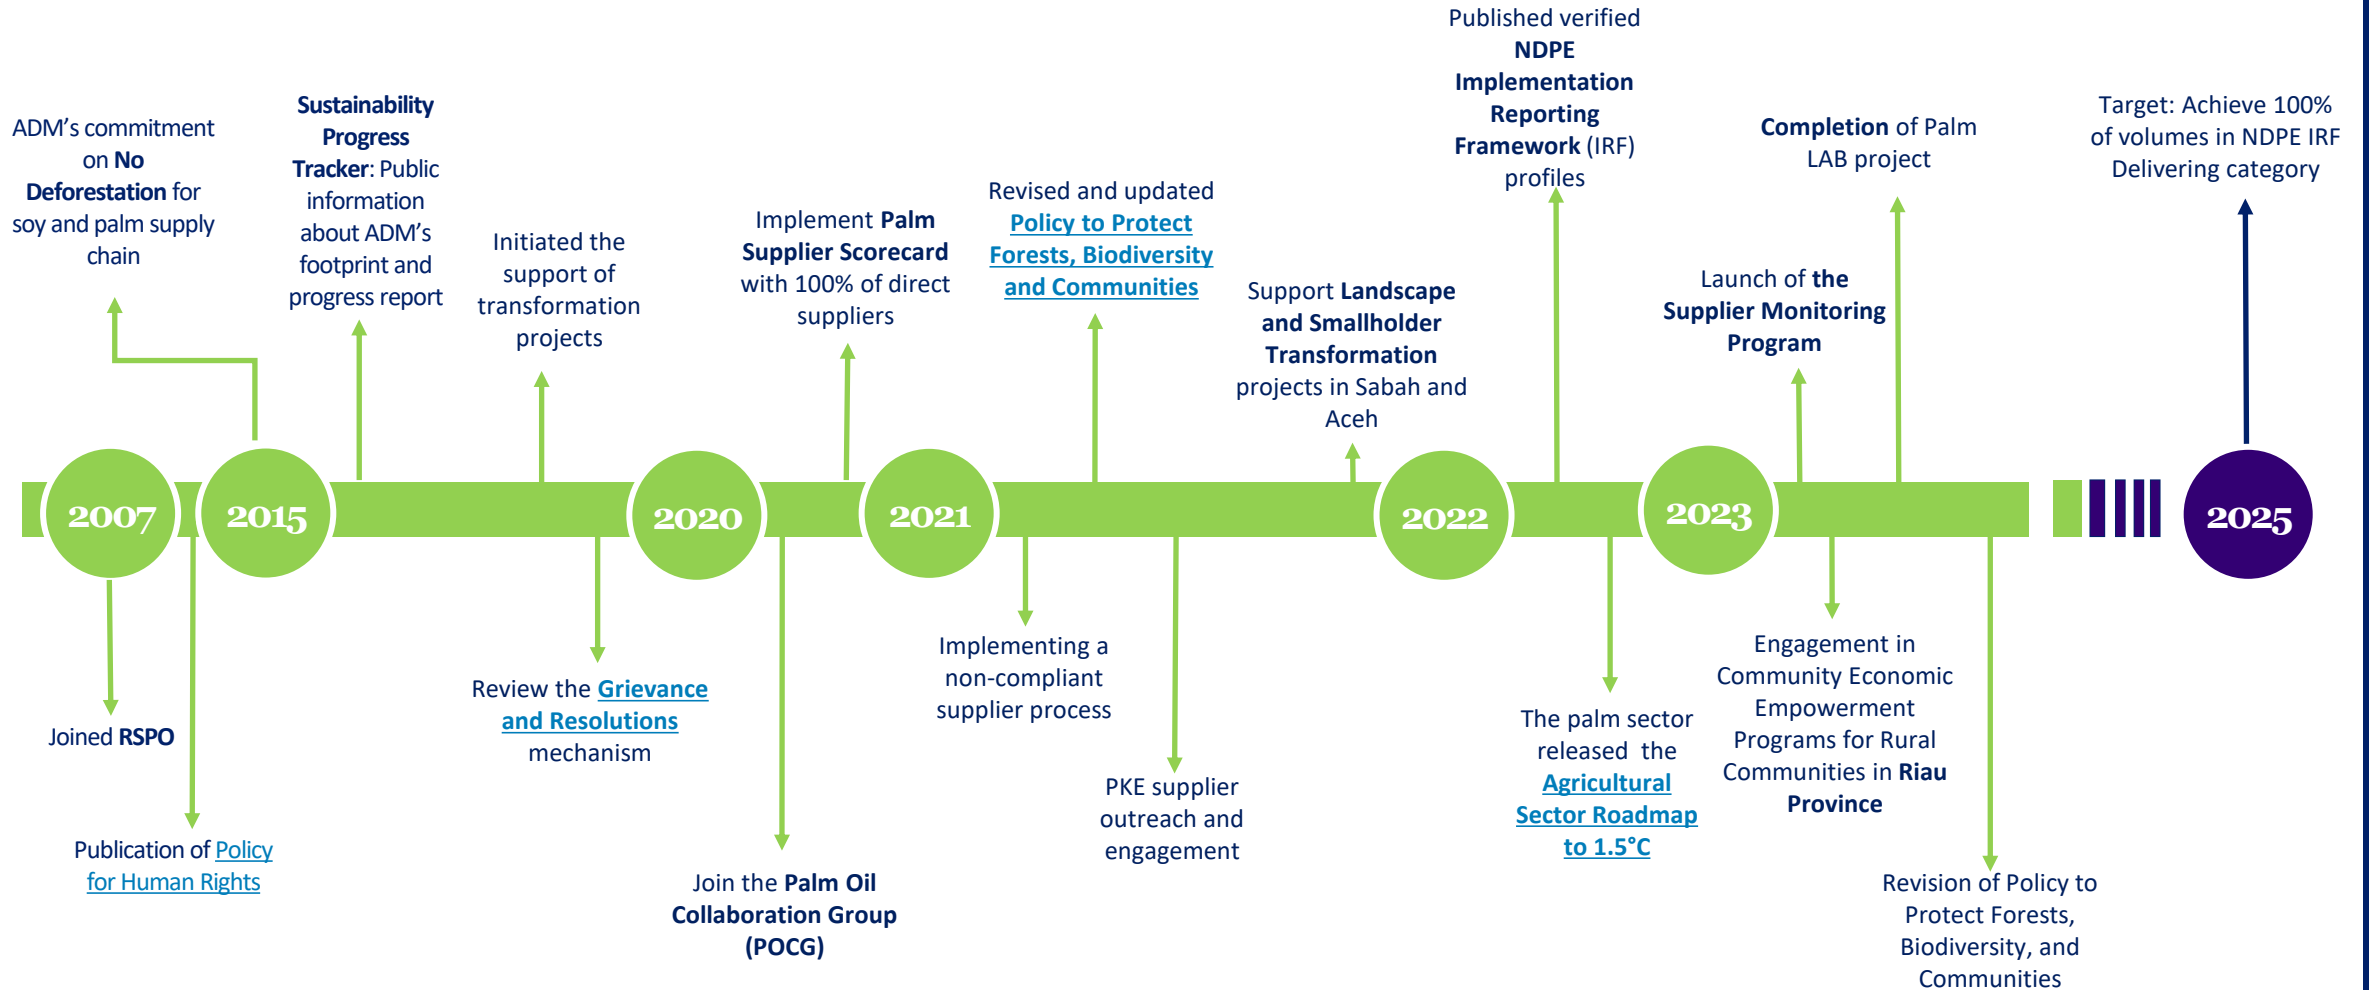 ADM's commitment
on No
Deforestation for
soy and palm supply
chain
Sustainability
Progress
Tracker: Public
information
about ADM's
footprint and
progress report
Initiated the
support of
transformation
projects
Implement Palm
Supplier Scorecard
with 100% of direct
suppliers
Revised and updated
Policy to Protect
Forests, Biodiversity
and Communities
Support Landscape
and Smallholder
Transformation
projects in Sabah and
Aceh
Published verified
NDPE
Implementation
Reporting
Framework (IRF)
profiles
Launch of the
Supplier Monitoring
Program
Completion of Palm
LAB project
Target: Achieve 100%
of volumes in NDPE IRF
Delivering category
2007
2015
2020
2021
2022
2023
2025
Joined RSPO
Publication of Policy
for Human Rights
Review the Grievance
and Resolutions
mechanism
Join the Palm Oil
Collaboration Group
(POCG)
Implementing a
non-compliant
supplier process
PKE supplier
outreach and
engagement
The palm sector
released the
Agricultural
Sector Roadmap
to 1.5°C
Engagement in
Community Economic
Empowerment
Programs for Rural
Communities in Riau
Province
Revision of Policy to
Protect Forests,
Biodiversity, and
Communities